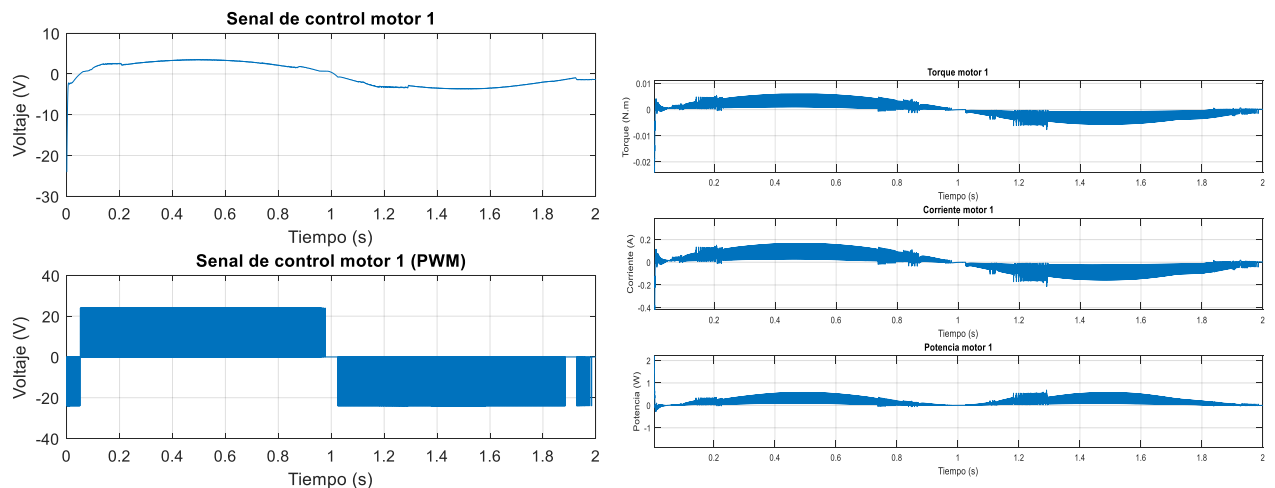 Senal de control motor 1
10
0
-10
-20
-30
Voltaje (V)
0 0.2 0.4 0.6 0.8 1 1.2 1.4 1.6 1.8 2
Tiempo (s)
Senal de control motor 1 (PWM)
40
20
0
-20
-40
Voltaje (V)
0 0.2 0.4 0.6 0.8 1 1.2 1.4 1.6 1.8 2
Tiempo (s)
Torque motor 1
0.01
0
-0.01
-0.02
Torque (N.m)
0.2 0.4 0.6 0.8 1 1.2 1.4 1.6 1.8 2
Tiempo (s)
Corriente motor 1
0.2
0
-0.2
-0.4
Corriente (A)
0.2 0.4 0.6 0.8 1 1.2 1.4 1.6 1.8 2
Tiempo (s)
Potencia motor 1
2
1
0
-1
Potencia (W)
0.2 0.4 0.6 0.8 1 1.2 1.4 1.6 1.8 2
Tiempo (s)